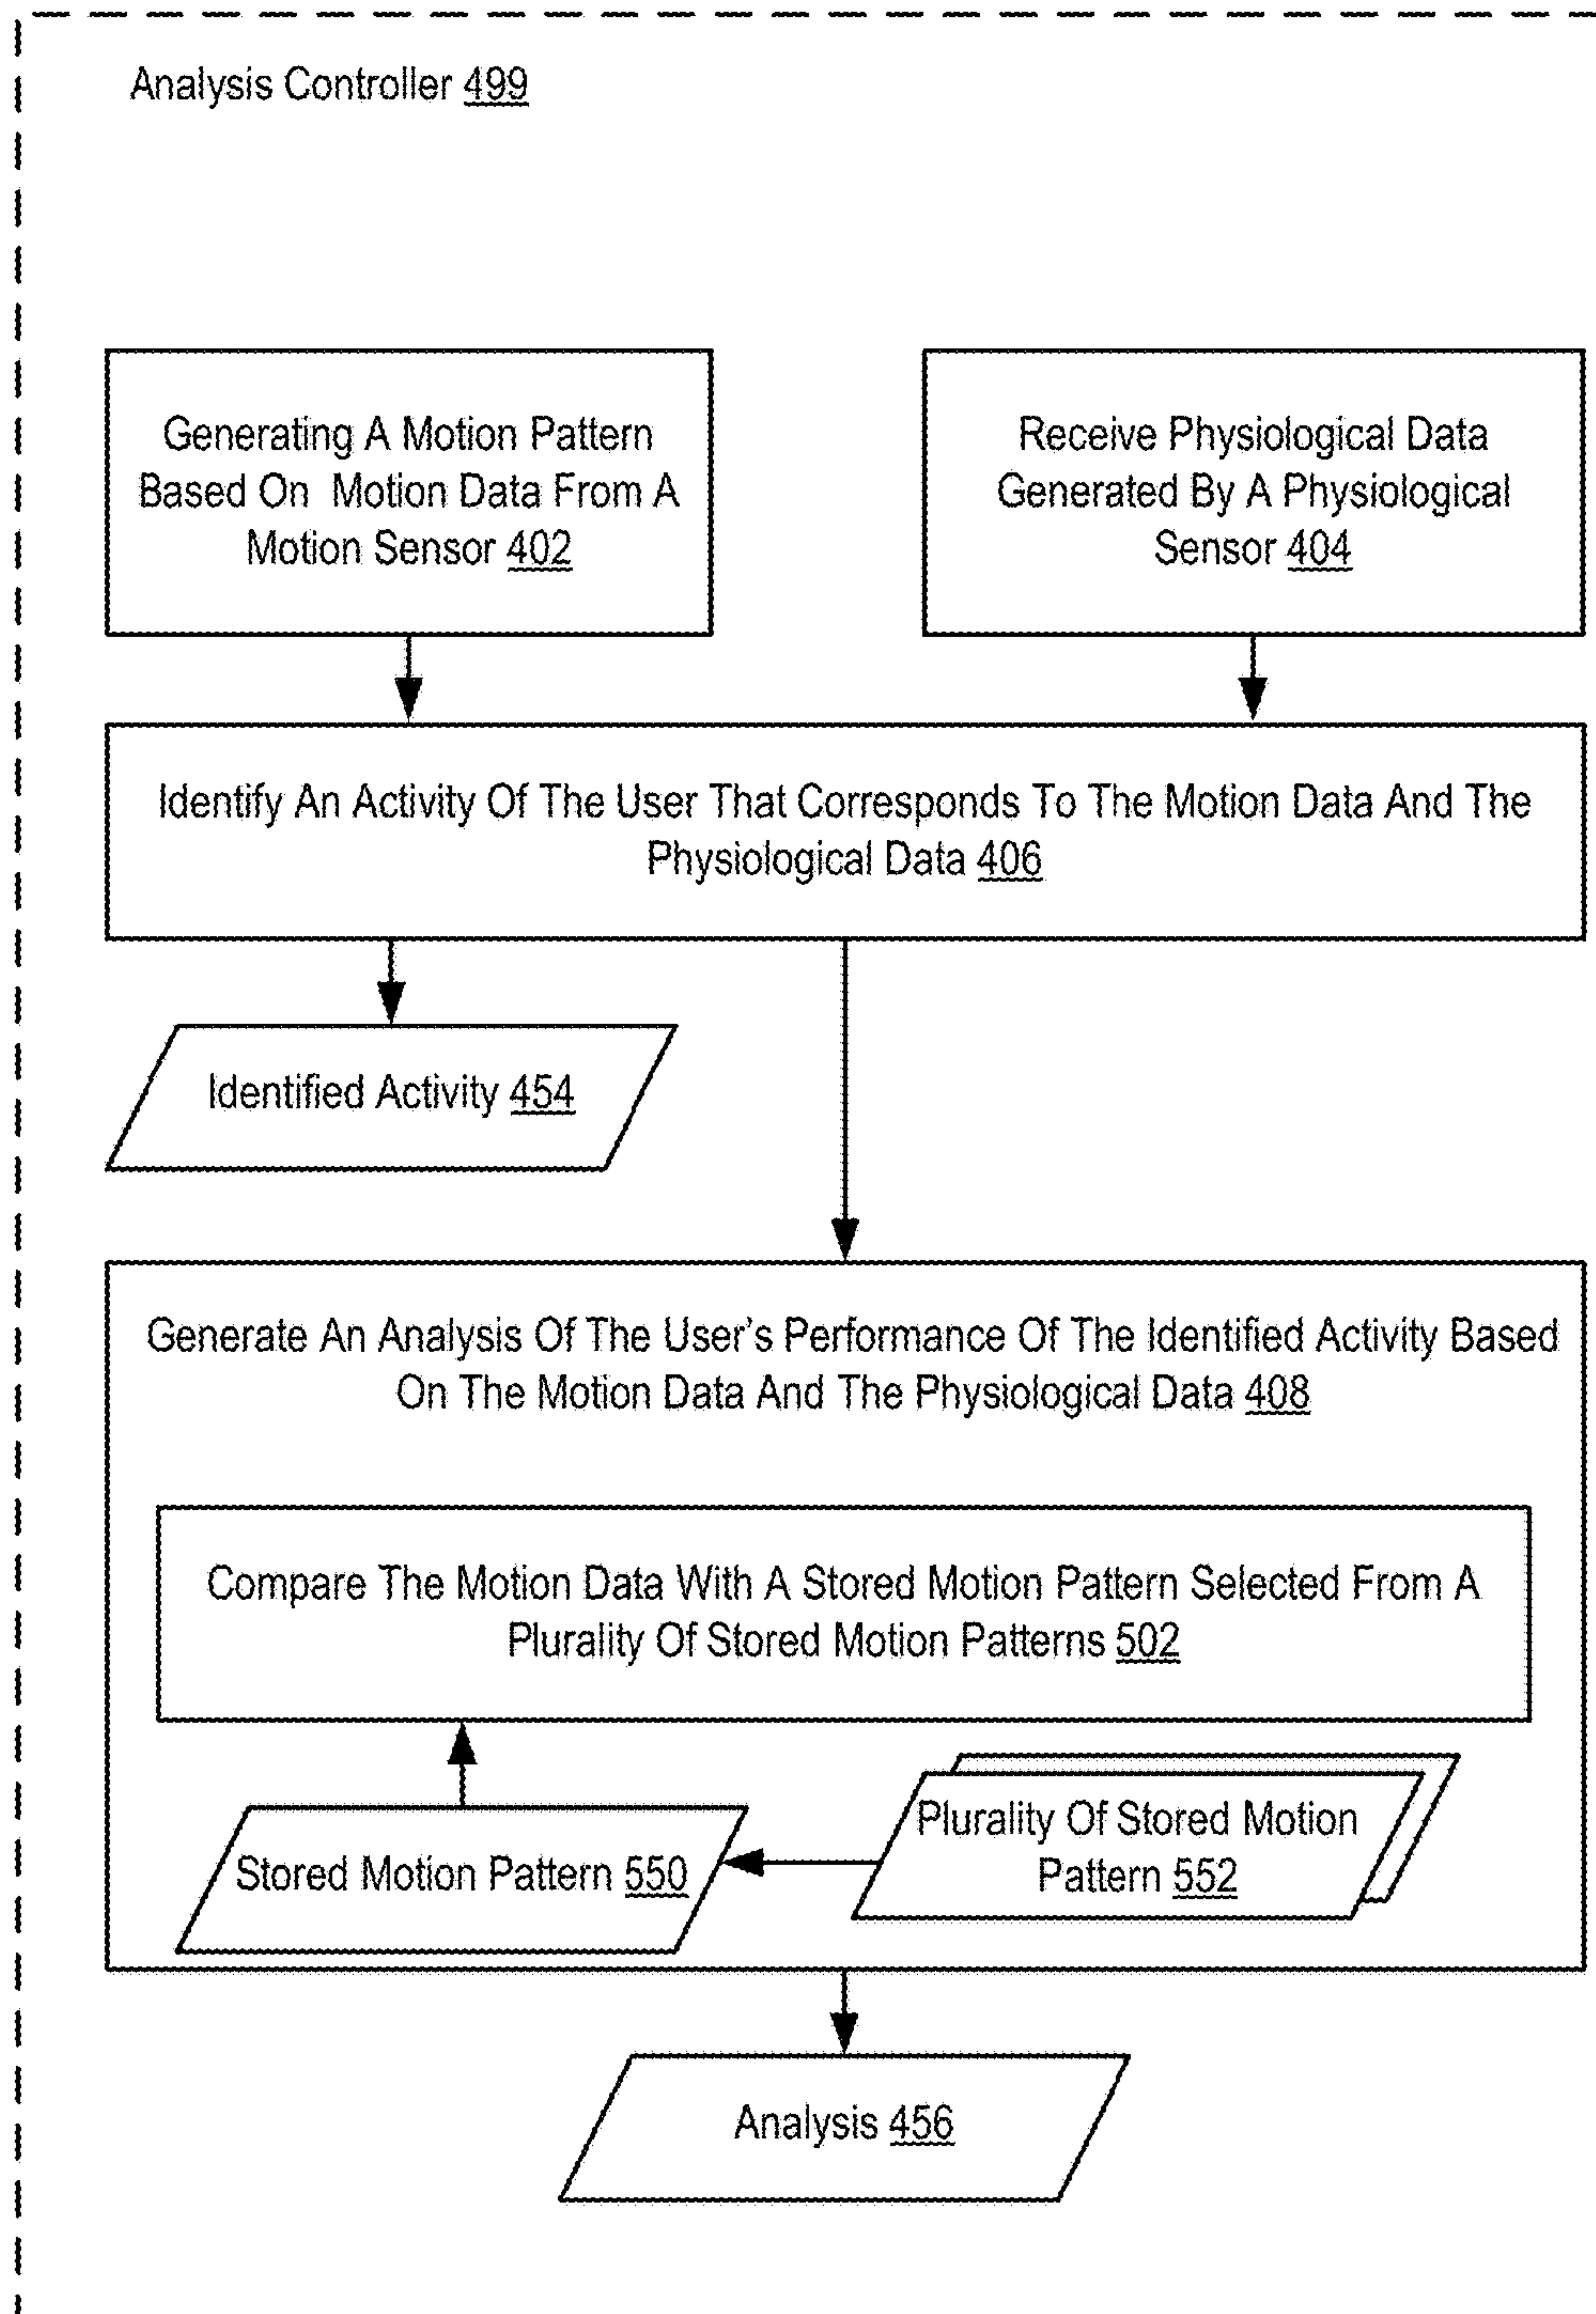 Analysis Controller 499
Generating A Motion Pattern
Based On Motion Data From A
Motion Sensor 402
Receive Physiological Data
Generated By A Physiological
Sensor 404
Identify An Activity Of The User That Corresponds To The Motion Data And The
Physiological Data 406
Identified Activity 454
Generate An Analysis Of The User's Performance Of The Identified Activity Based
On The Motion Data And The Physiological Data 408
Compare The Motion Data With A Stored Motion Pattern Selected From A
Plurality Of Stored Motion Patterns 502
Stored Motion Pattern 550
Plurality Of Stored Motion
Pattern 552
Analysis 456